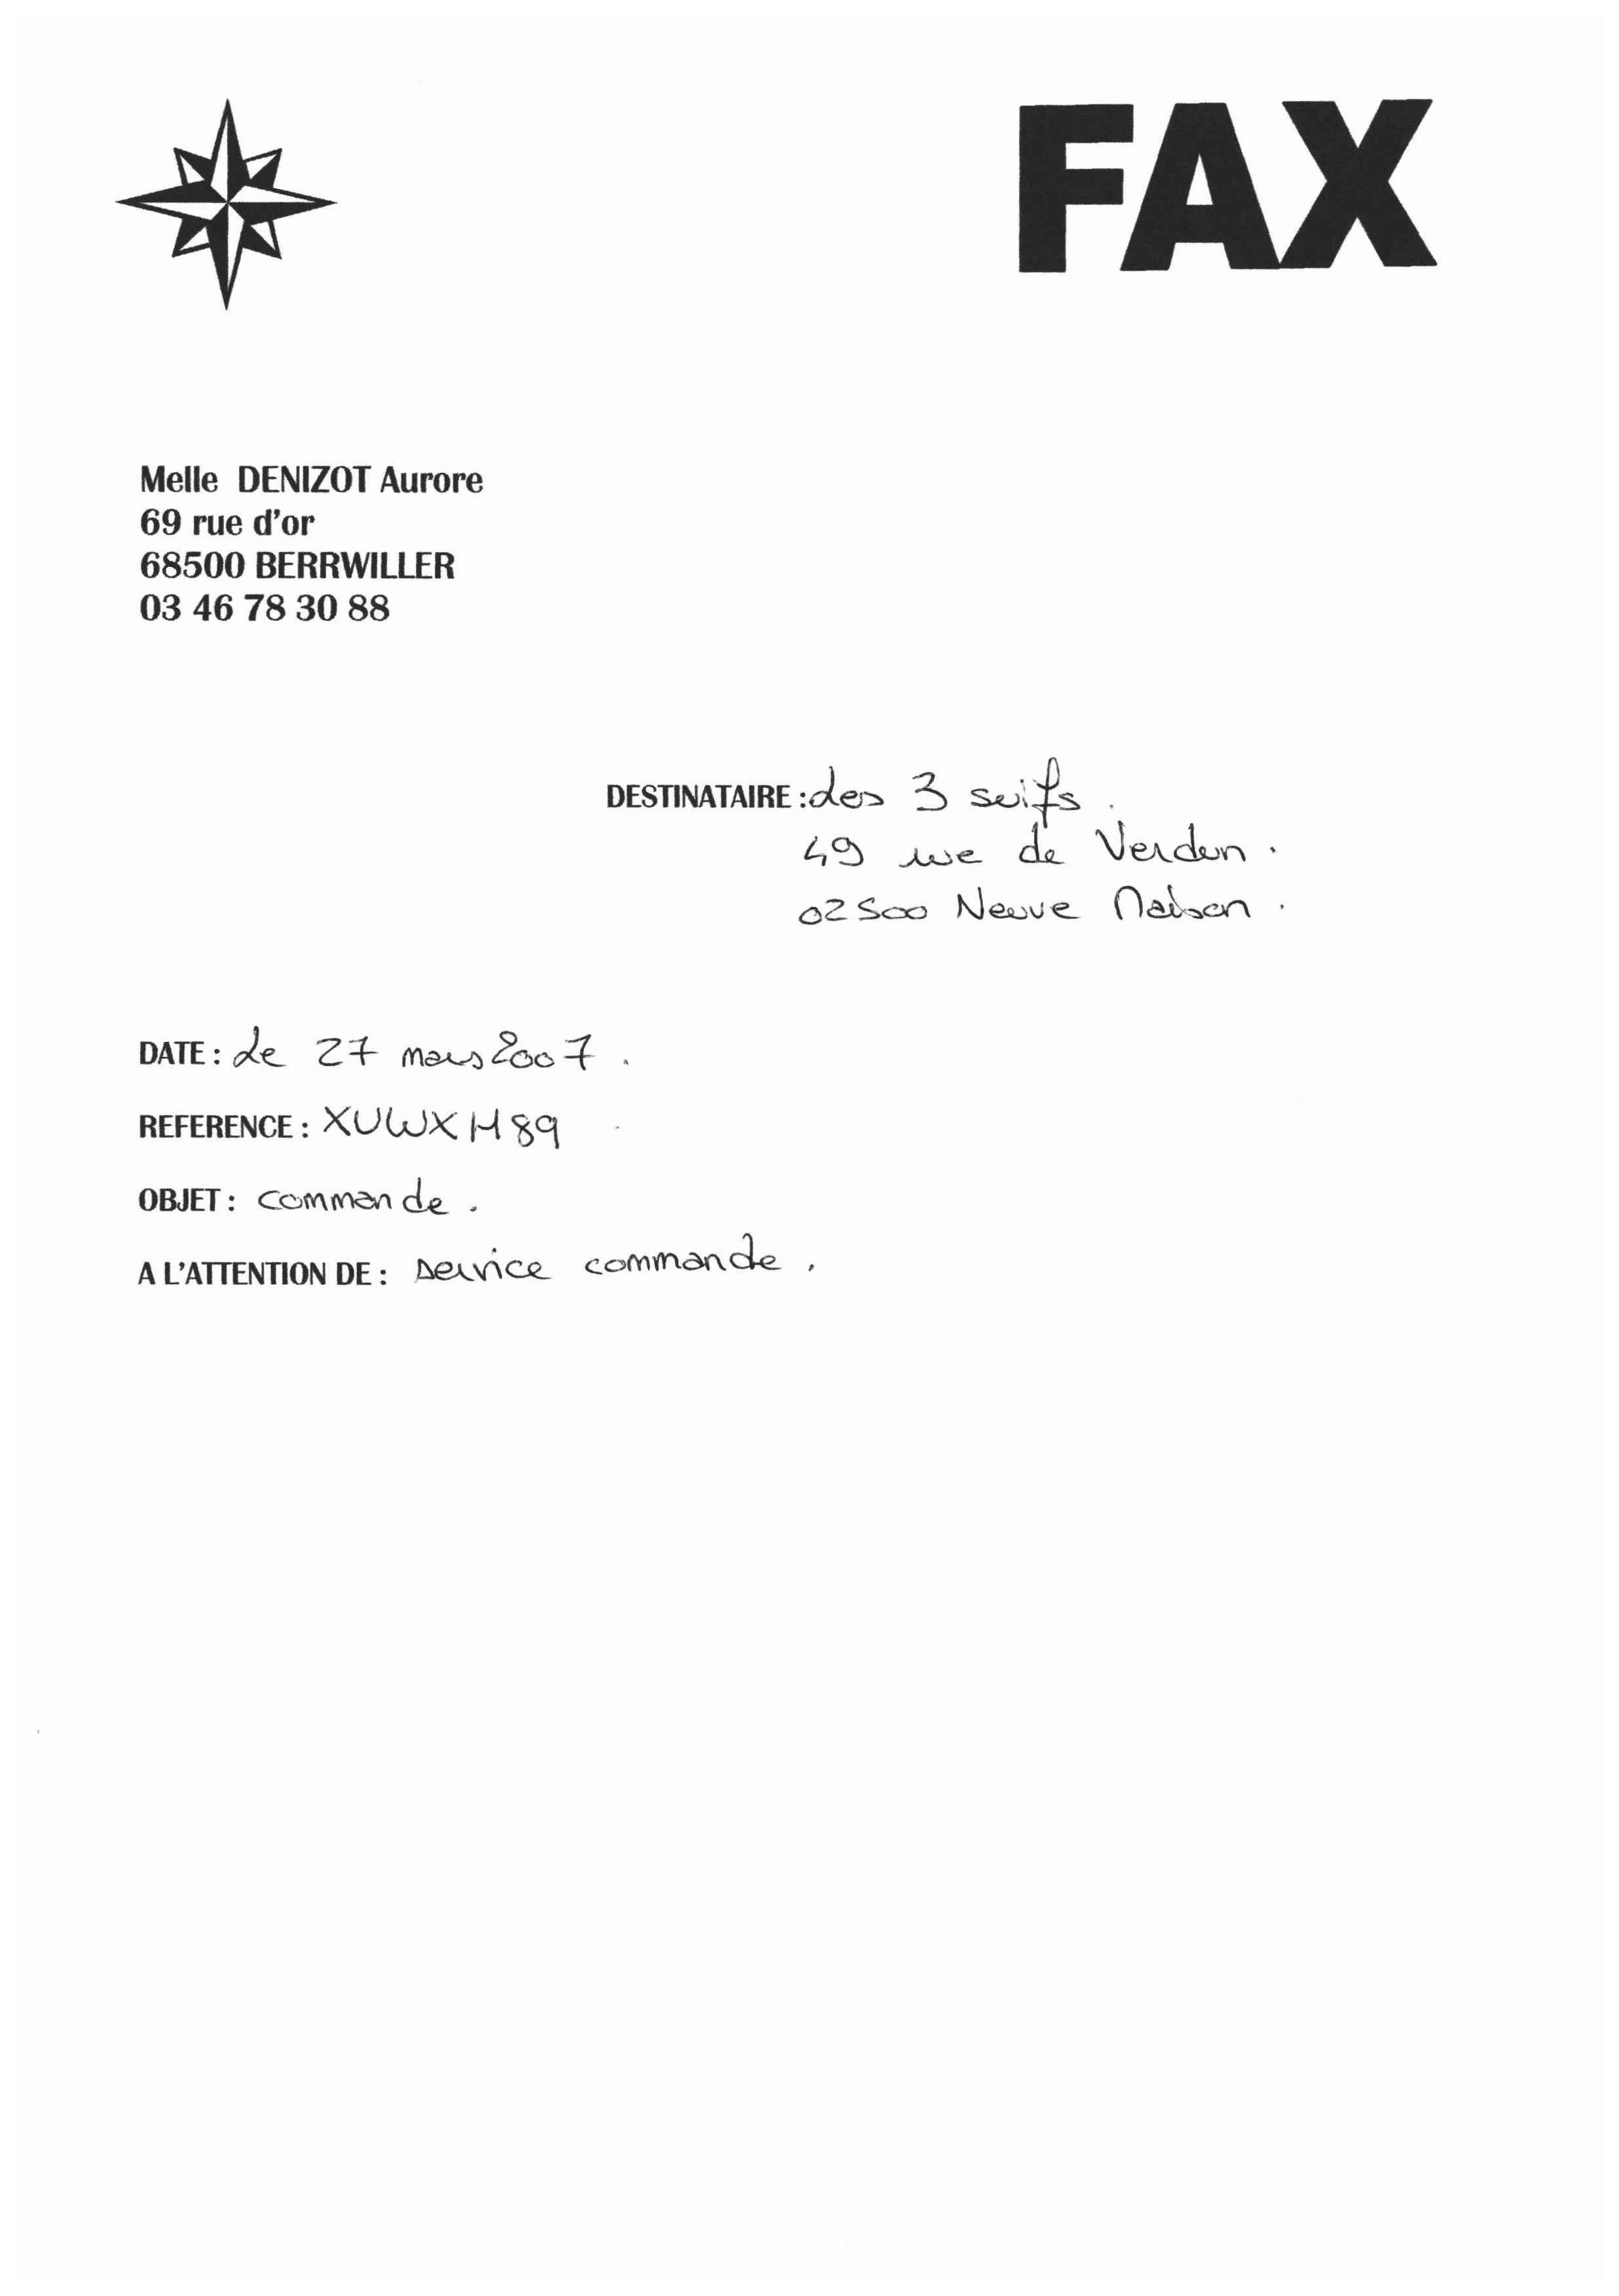 FAX
Melle DENIZOT Aurore
69 rue d'or
68500 BERRWILLER
03 46 78 30 88
DESTINATAIRE : Les 3 suifs.
49 rue de Verdun.
02500 Neuve Maison.
DATE : Le 27 mars 2007.
REFERENCE : XUWXH89
OBJET : commande.
A L'ATTENTION DE : service commande.